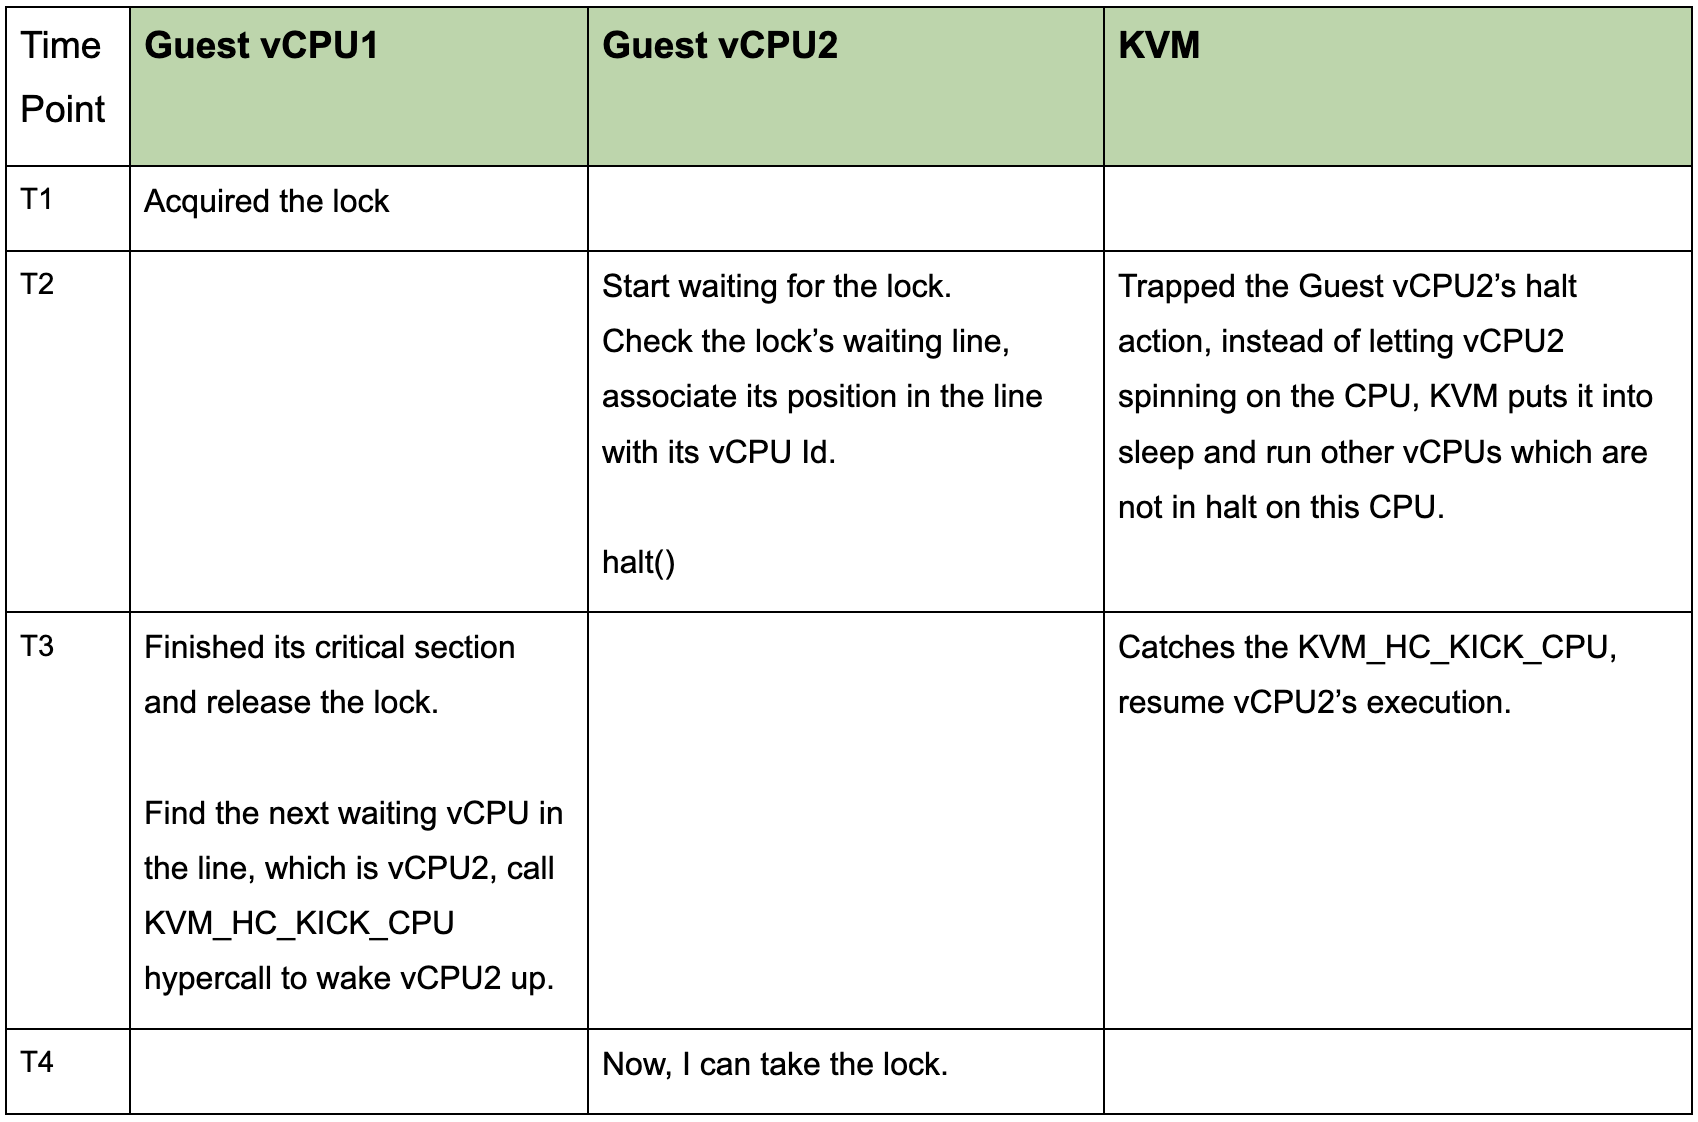 Time
Point
Guest vCPU1
Guest vCPU2
KVM
T1
Acquired the lock
T2
Start waiting for the lock.
Check the lock’s waiting line,
associate its position in the line
with its vCPU Id.
halt()
Trapped the Guest vCPU2’s halt
action, instead of letting vCPU2
spinning on the CPU, KVM puts it into
sleep and run other vCPUs which are
not in halt on this CPU.
T3
Finished its critical section
and release the lock.
Find the next waiting vCPU in
the line, which is vCPU2, call
KVM_HC_KICK_CPU
hypercall to wake vCPU2 up.
Catches the KVM_HC_KICK_CPU,
resume vCPU2’s execution.
T4
Now, I can take the lock.